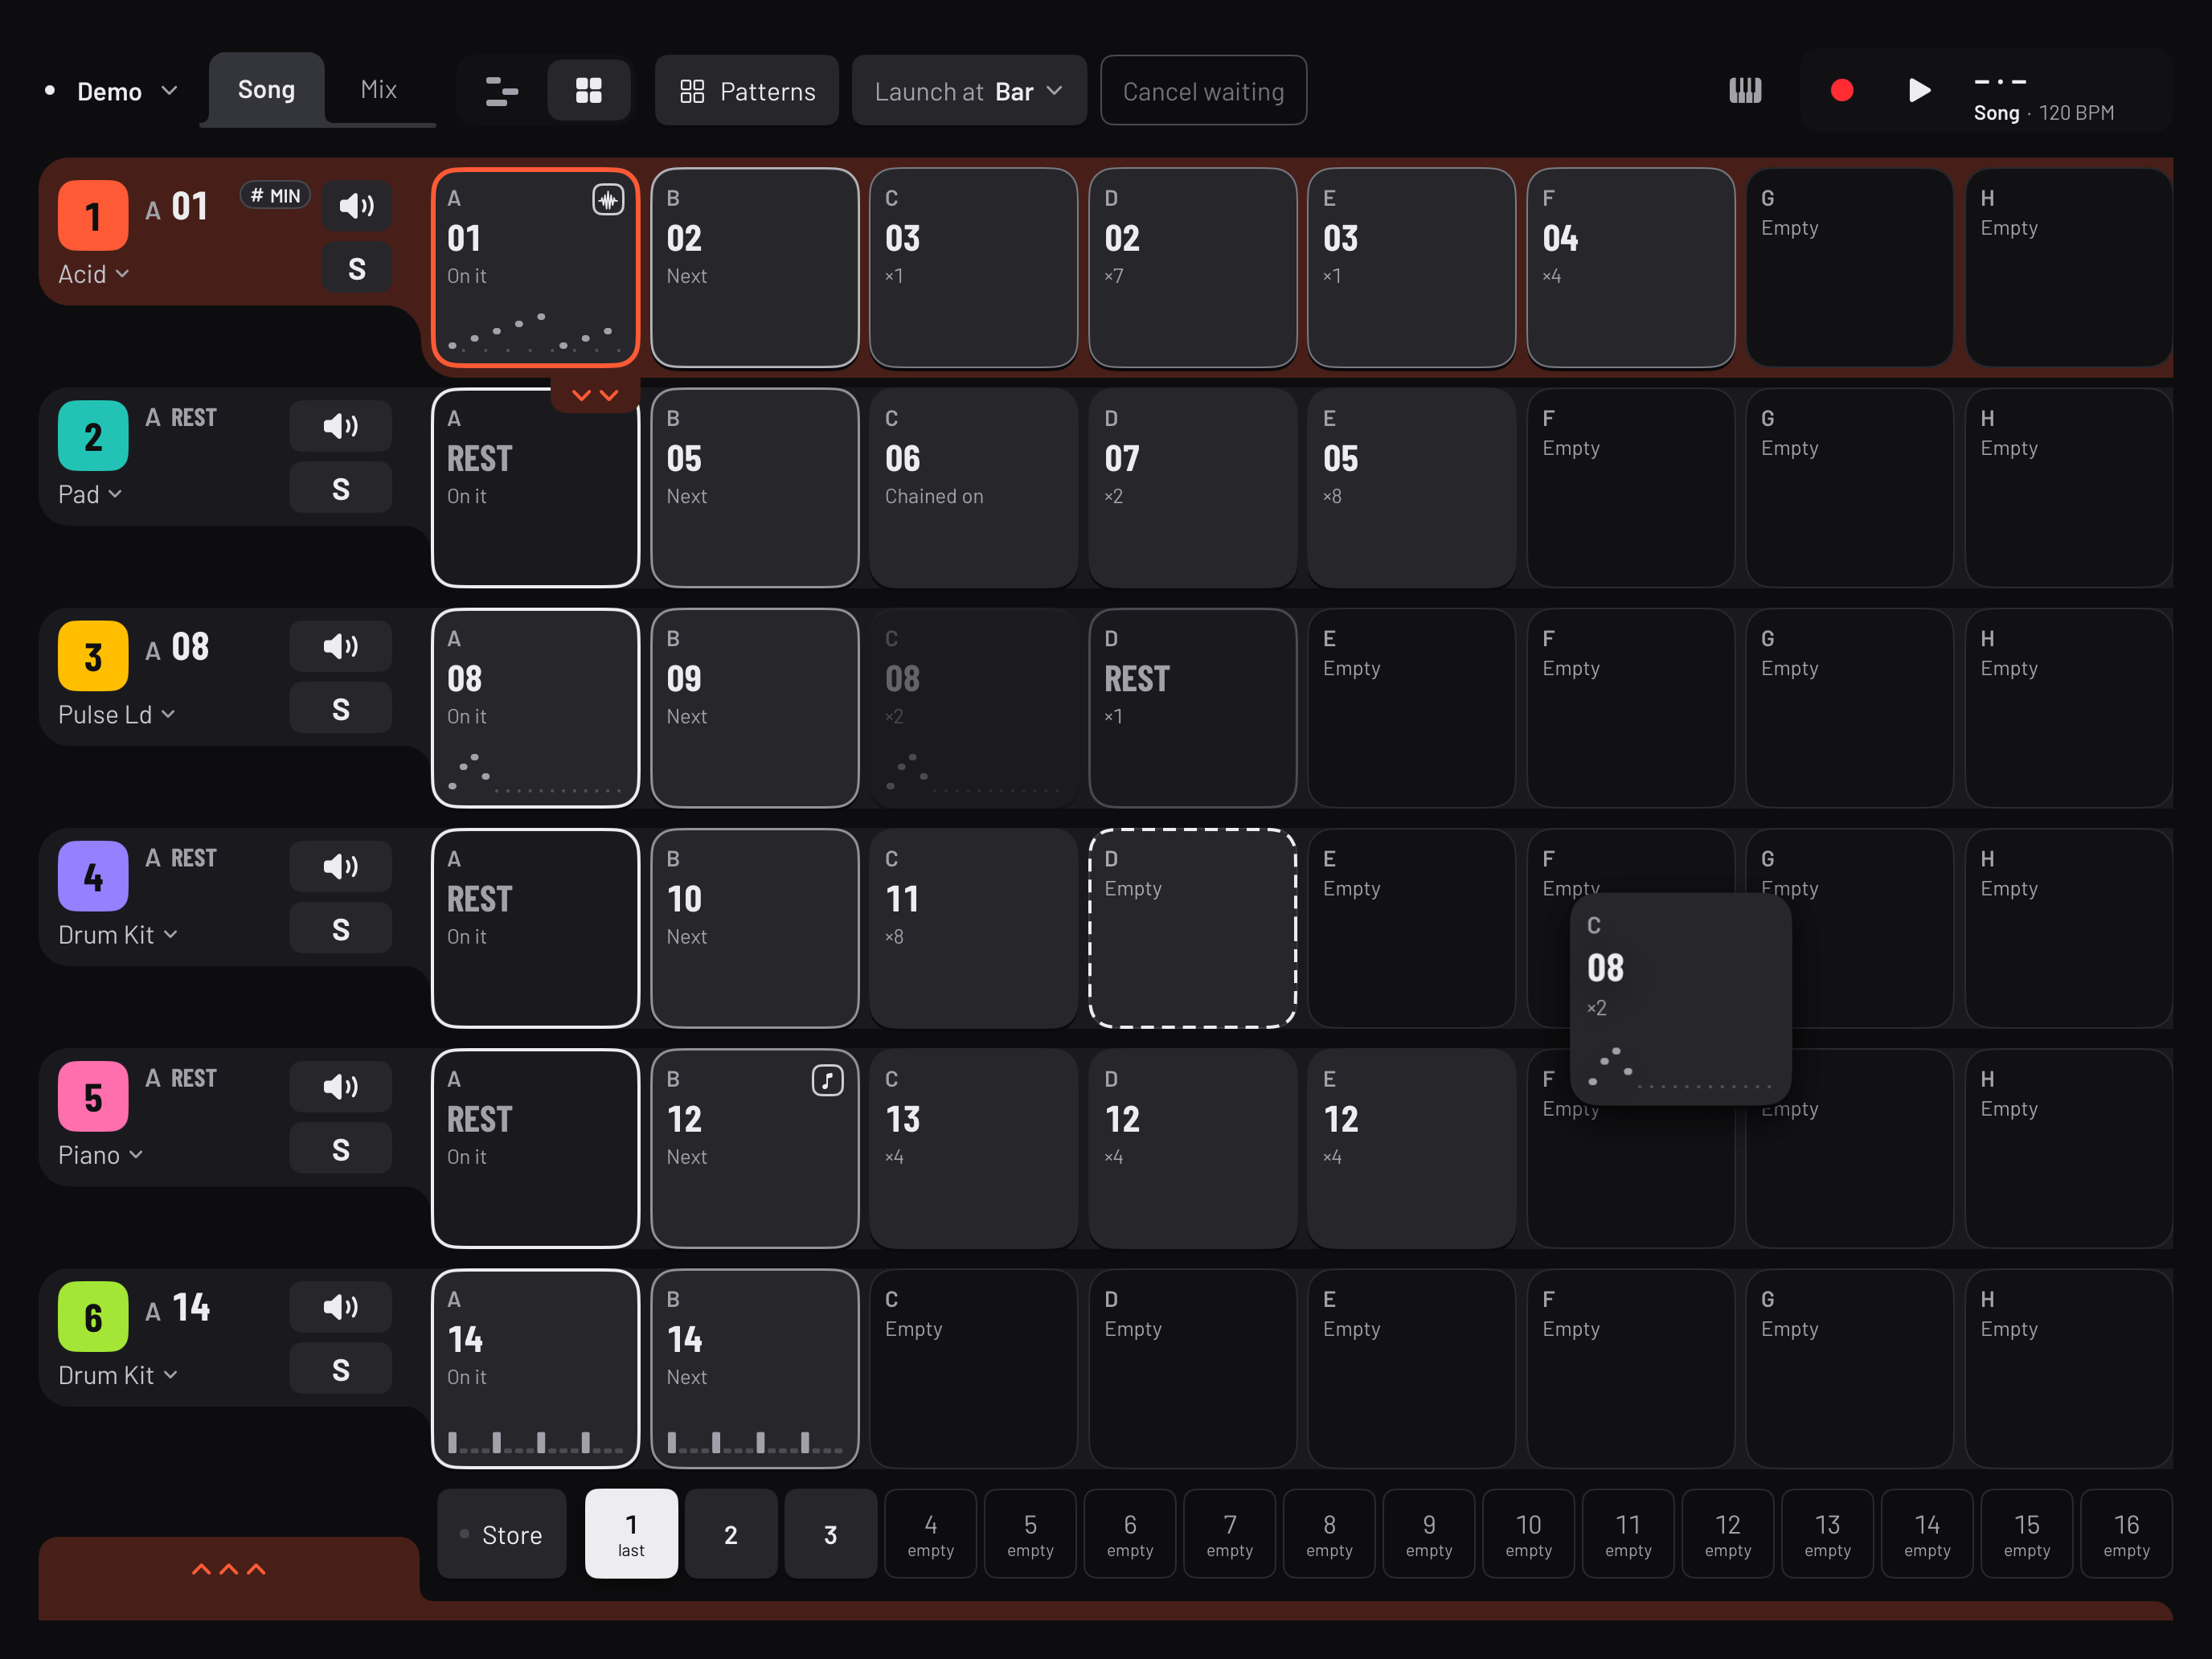 Demo
Song
Mix
Patterns
Launch at Bar
Cancel waiting
Song · 120 BPM
1
A 01
# MIN
Acid
S
A
01
On it
B
02
Next
C
03
×1
D
02
×7
E
03
×1
F
04
×4
G
Empty
H
Empty
2
A REST
Pad
S
A
REST
On it
B
05
Next
C
06
Chained on
D
07
×2
E
05
×8
F
Empty
G
Empty
H
Empty
3
A 08
Pulse Ld
S
A
08
On it
B
09
Next
C
08
×2
D
REST
×1
E
Empty
F
Empty
G
Empty
H
Empty
4
A REST
Drum Kit
S
A
REST
On it
B
10
Next
C
11
×8
D
Empty
E
Empty
F
Empty
G
Empty
H
Empty
C
08
×2
5
A REST
Piano
S
A
REST
On it
B
12
Next
C
13
×4
D
12
×4
E
12
×4
F
Empty
Empty
H
Empty
6
A 14
Drum Kit
S
A
14
On it
B
14
Next
C
Empty
D
Empty
E
Empty
F
Empty
G
Empty
H
Empty
Store
1
last
2
3
4
empty
5
empty
6
empty
7
empty
8
empty
9
empty
10
empty
11
empty
12
empty
13
empty
14
empty
15
empty
16
empty